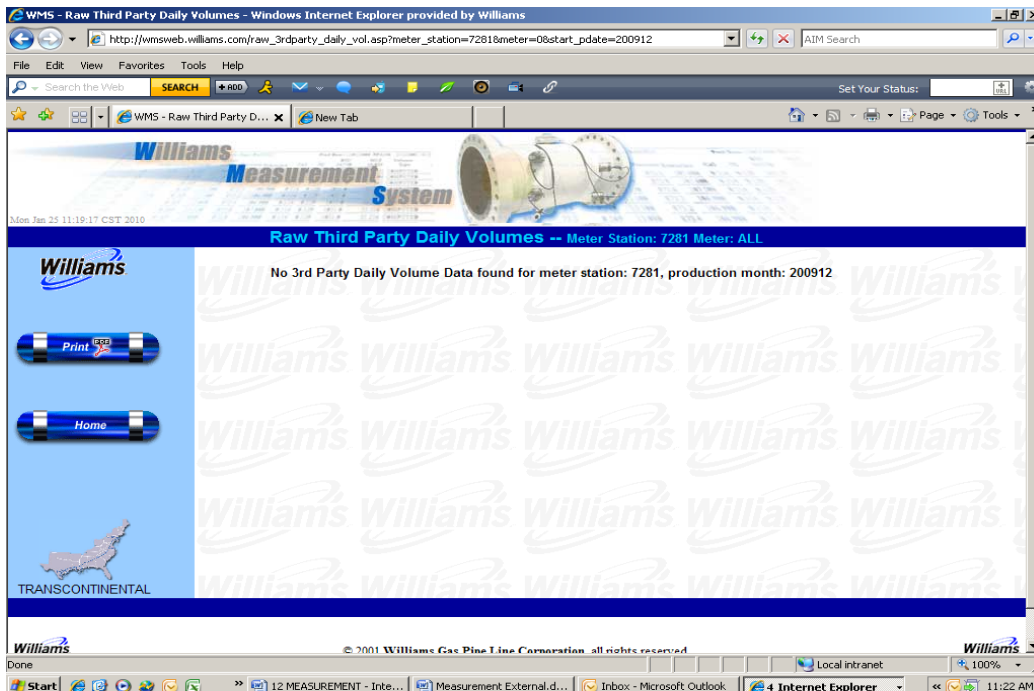 WMS - Raw Third Party Daily Volumes - Windows Internet Explorer provided by Williams
http://wmsweb.williams.com/raw_3rdparty_daily_vol.asp?meter_station=7281&meter=0&start_pdate=200912
AIM Search
File Edit View Favorites Tools Help
Search the Web SEARCH +ADD Set Your Status:
WMS - Raw Third Party D... New Tab Page Tools
Williams
Measurement
System
Mon Jan 25 11:19:17 CST 2010
Raw Third Party Daily Volumes -- Meter Station: 7281 Meter: ALL
Williams
No 3rd Party Daily Volume Data found for meter station: 7281, production month: 200912
Print
Home
TRANSCONTINENTAL
Williams © 2001 Williams Gas Pipe Line Corporation, all rights reserved Williams
Done Local intranet 100%
Start 12 MEASUREMENT - Inte... Measurement External.d... Inbox - Microsoft Outlook 4 Internet Explorer 11:22 AM